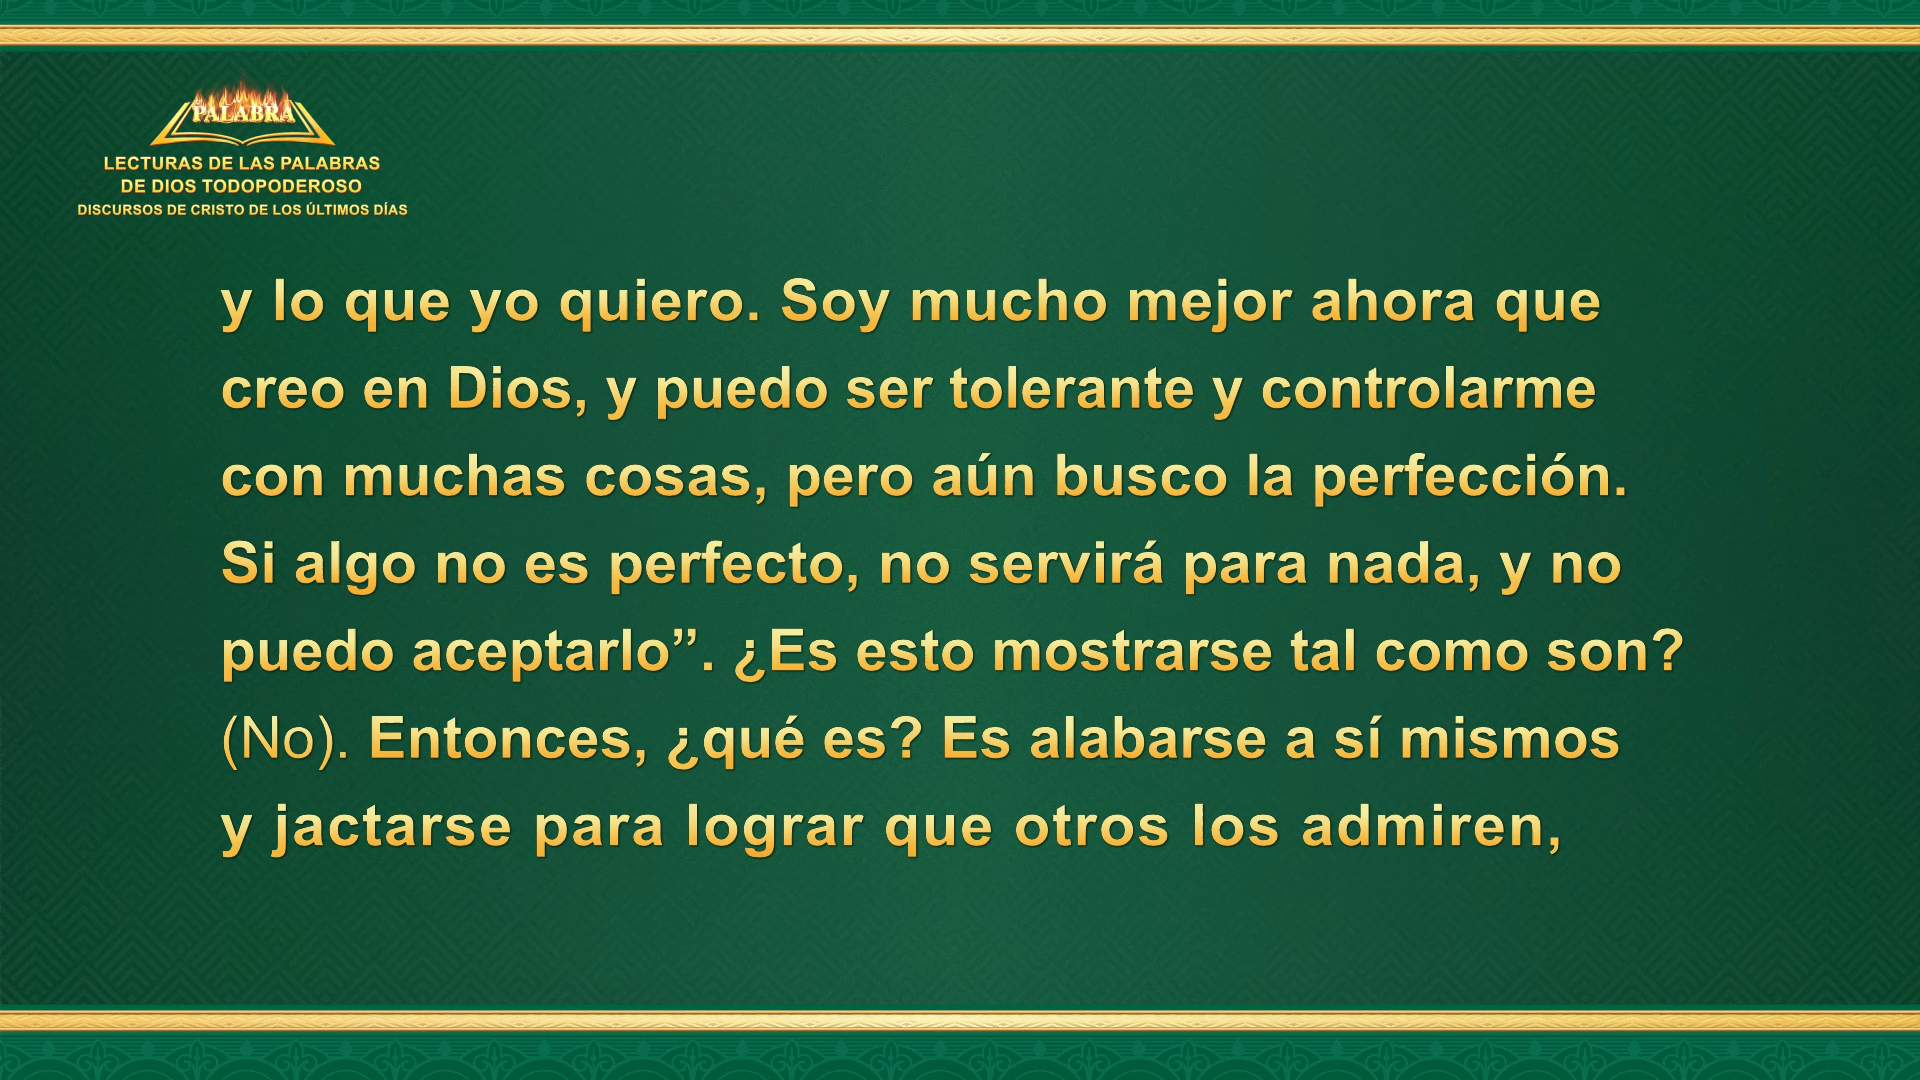 PALABRA
LECTURAS DE LAS PALABRAS
DE DIOS TODOPODEROSO
DISCURSOS DE CRISTO DE LOS ÚLTIMOS DÍAS
y lo que yo quiero. Soy mucho mejor ahora que
creo en Dios, y puedo ser tolerante y controlarme
con muchas cosas, pero aún busco la perfección.
Si algo no es perfecto, no servirá para nada, y no
puedo aceptarlo”. ¿Es esto mostrarse tal como son?
(No). Entonces, ¿qué es? Es alabarse a sí mismos
y jactarse para lograr que otros los admiren,